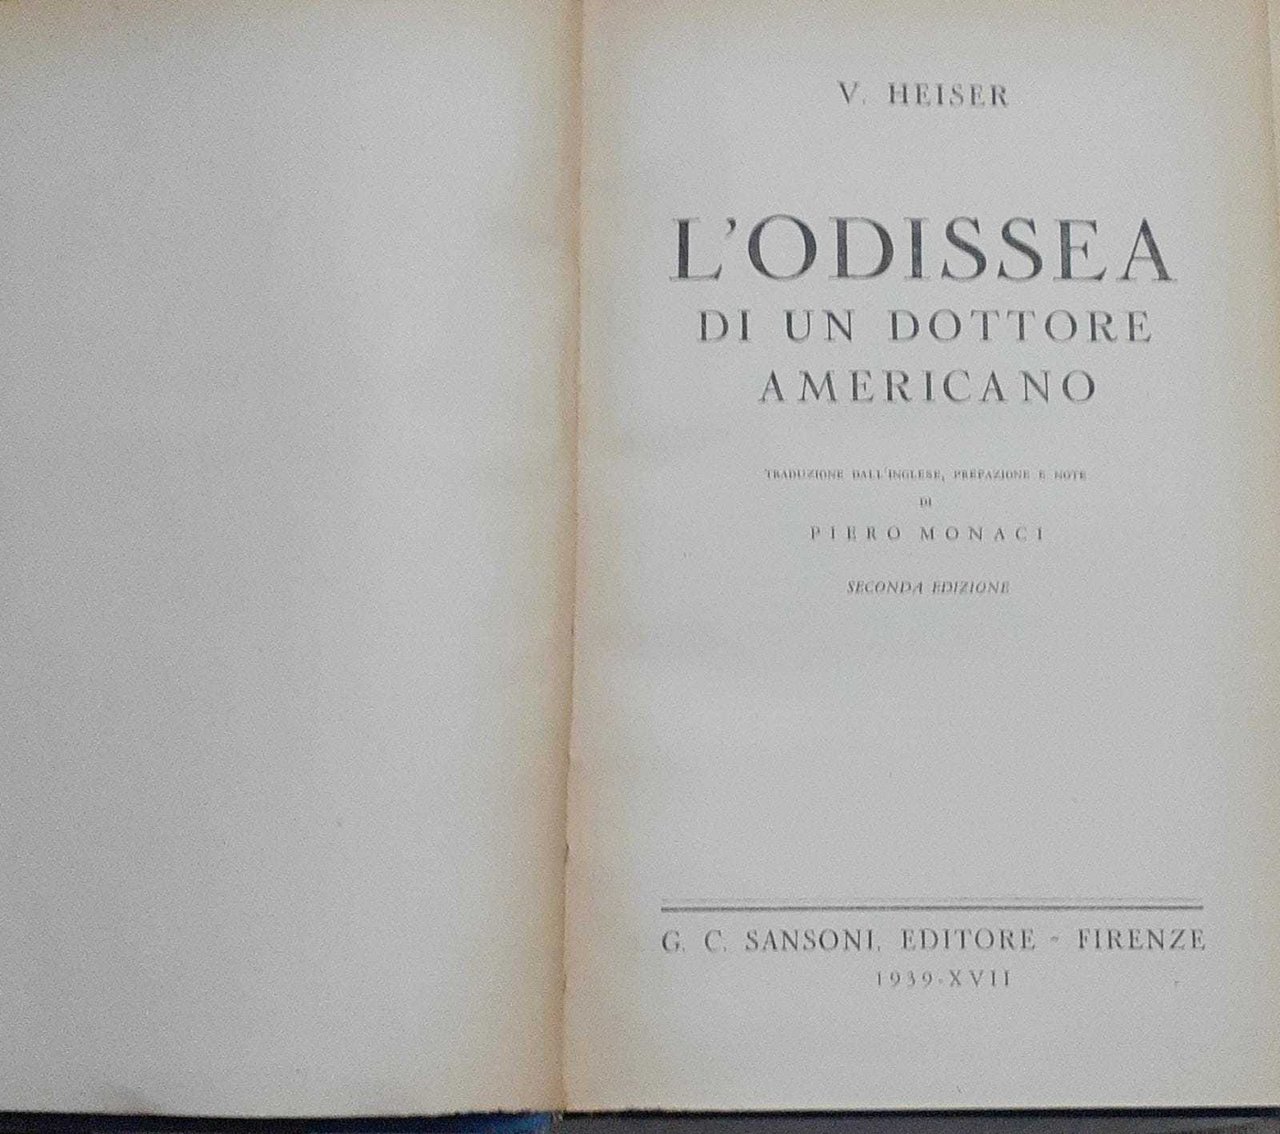 V. HEISER
L'ODISSEA
DI UN DOTTORE
AMERICANO
TRADUZIONE DALL'INGLESE, PREFAZIONE E NOTE
DI
PIERO MONACI
SECONDA EDIZIONE
G. C. SANSONI, EDITORE - FIRENZE
1939-XVII